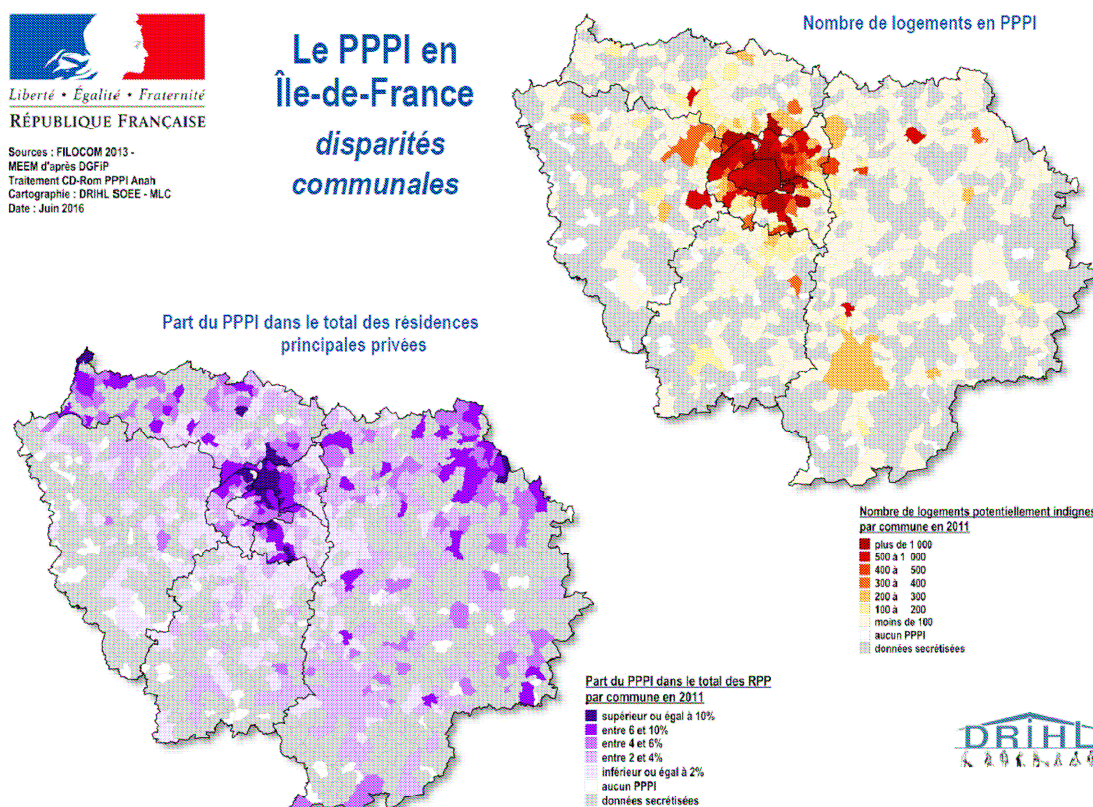 Liberté • Égalité • Fraternité
RÉPUBLIQUE FRANÇAISE
Sources : FILOCOM 2013 -
MEEM d'après DGFiP
Traitement CD-Rom PPPI Anah
Cartographie : DRIHL SOEE - MLC
Date : Juin 2016
Le PPPI en
Île-de-France
disparités
communales
Nombre de logements en PPPI
Part du PPPI dans le total des résidences
principales privées
Nombre de logements potentiellement indignes
par commune en 2011
plus de 1 000
500 à 1 000
400 à 500
300 à 400
200 à 300
100 à 200
moins de 100
aucun PPPI
données secrétisées
Part du PPPI dans le total des RPP
par commune en 2011
supérieur ou égal à 10%
entre 6 et 10%
entre 4 et 6%
entre 2 et 4%
inférieur ou égal à 2%
aucun PPPI
données secrétisées
DRiHL